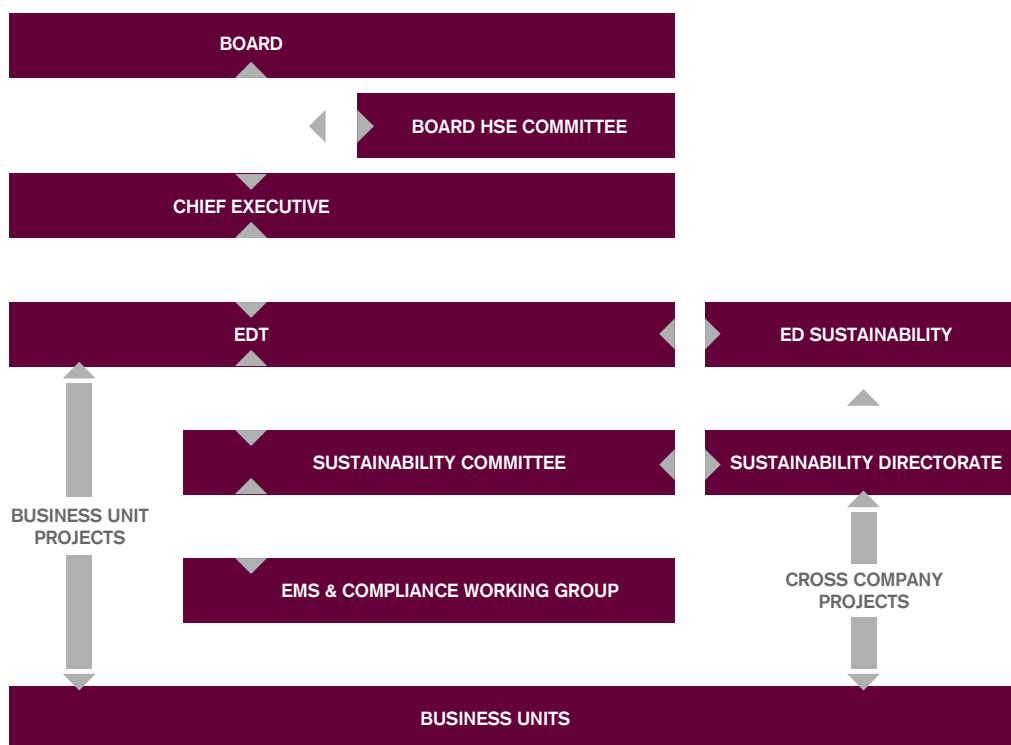 BOARD
BOARD HSE COMMITTEE
CHIEF EXECUTIVE
EDT
ED SUSTAINABILITY
SUSTAINABILITY COMMITTEE
SUSTAINABILITY DIRECTORATE
BUSINESS UNIT
PROJECTS
EMS & COMPLIANCE WORKING GROUP
CROSS COMPANY
PROJECTS
BUSINESS UNITS